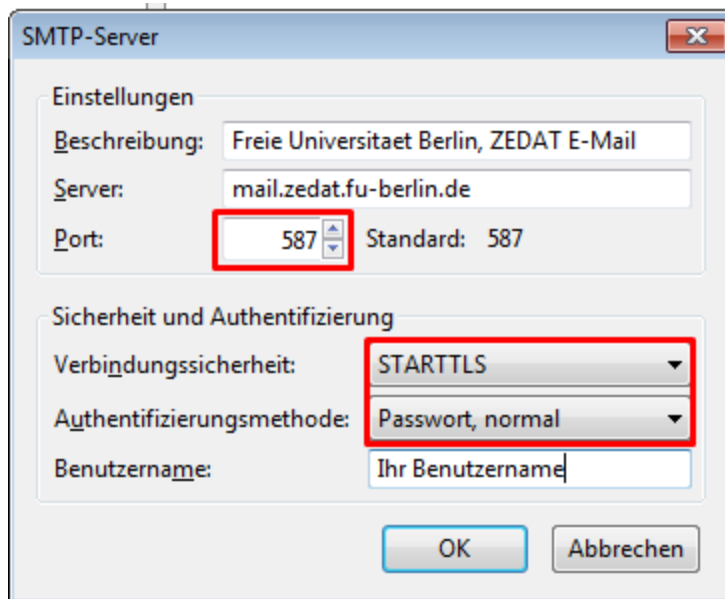 SMTP-Server
Einstellungen
Beschreibung: Freie Universitaet Berlin, ZEDAT E-Mail
Server: mail.zedat.fu-berlin.de
Port: 587 Standard: 587
Sicherheit und Authentifizierung
Verbindungssicherheit: STARTTLS
Authentifizierungsmethode: Passwort, normal
Benutzername: Ihr Benutzername
OK Abbrechen